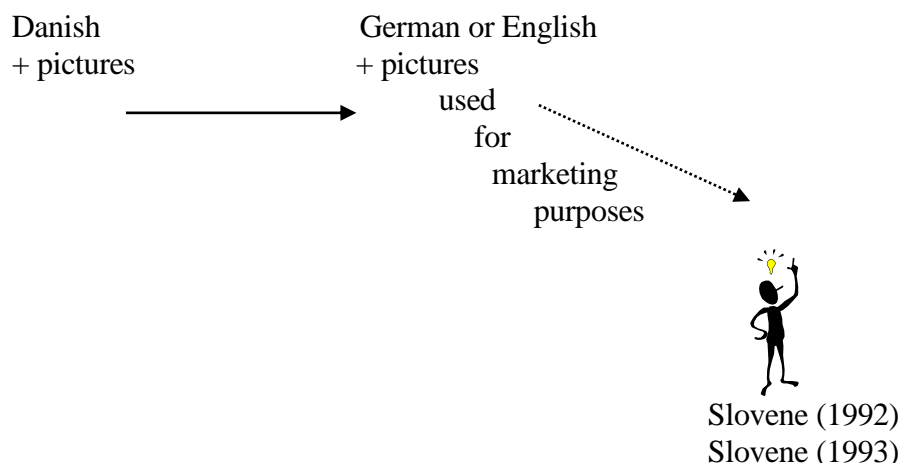 Danish
+ pictures
German or English
+ pictures
used
for
marketing
purposes
Slovene (1992)
Slovene (1993)